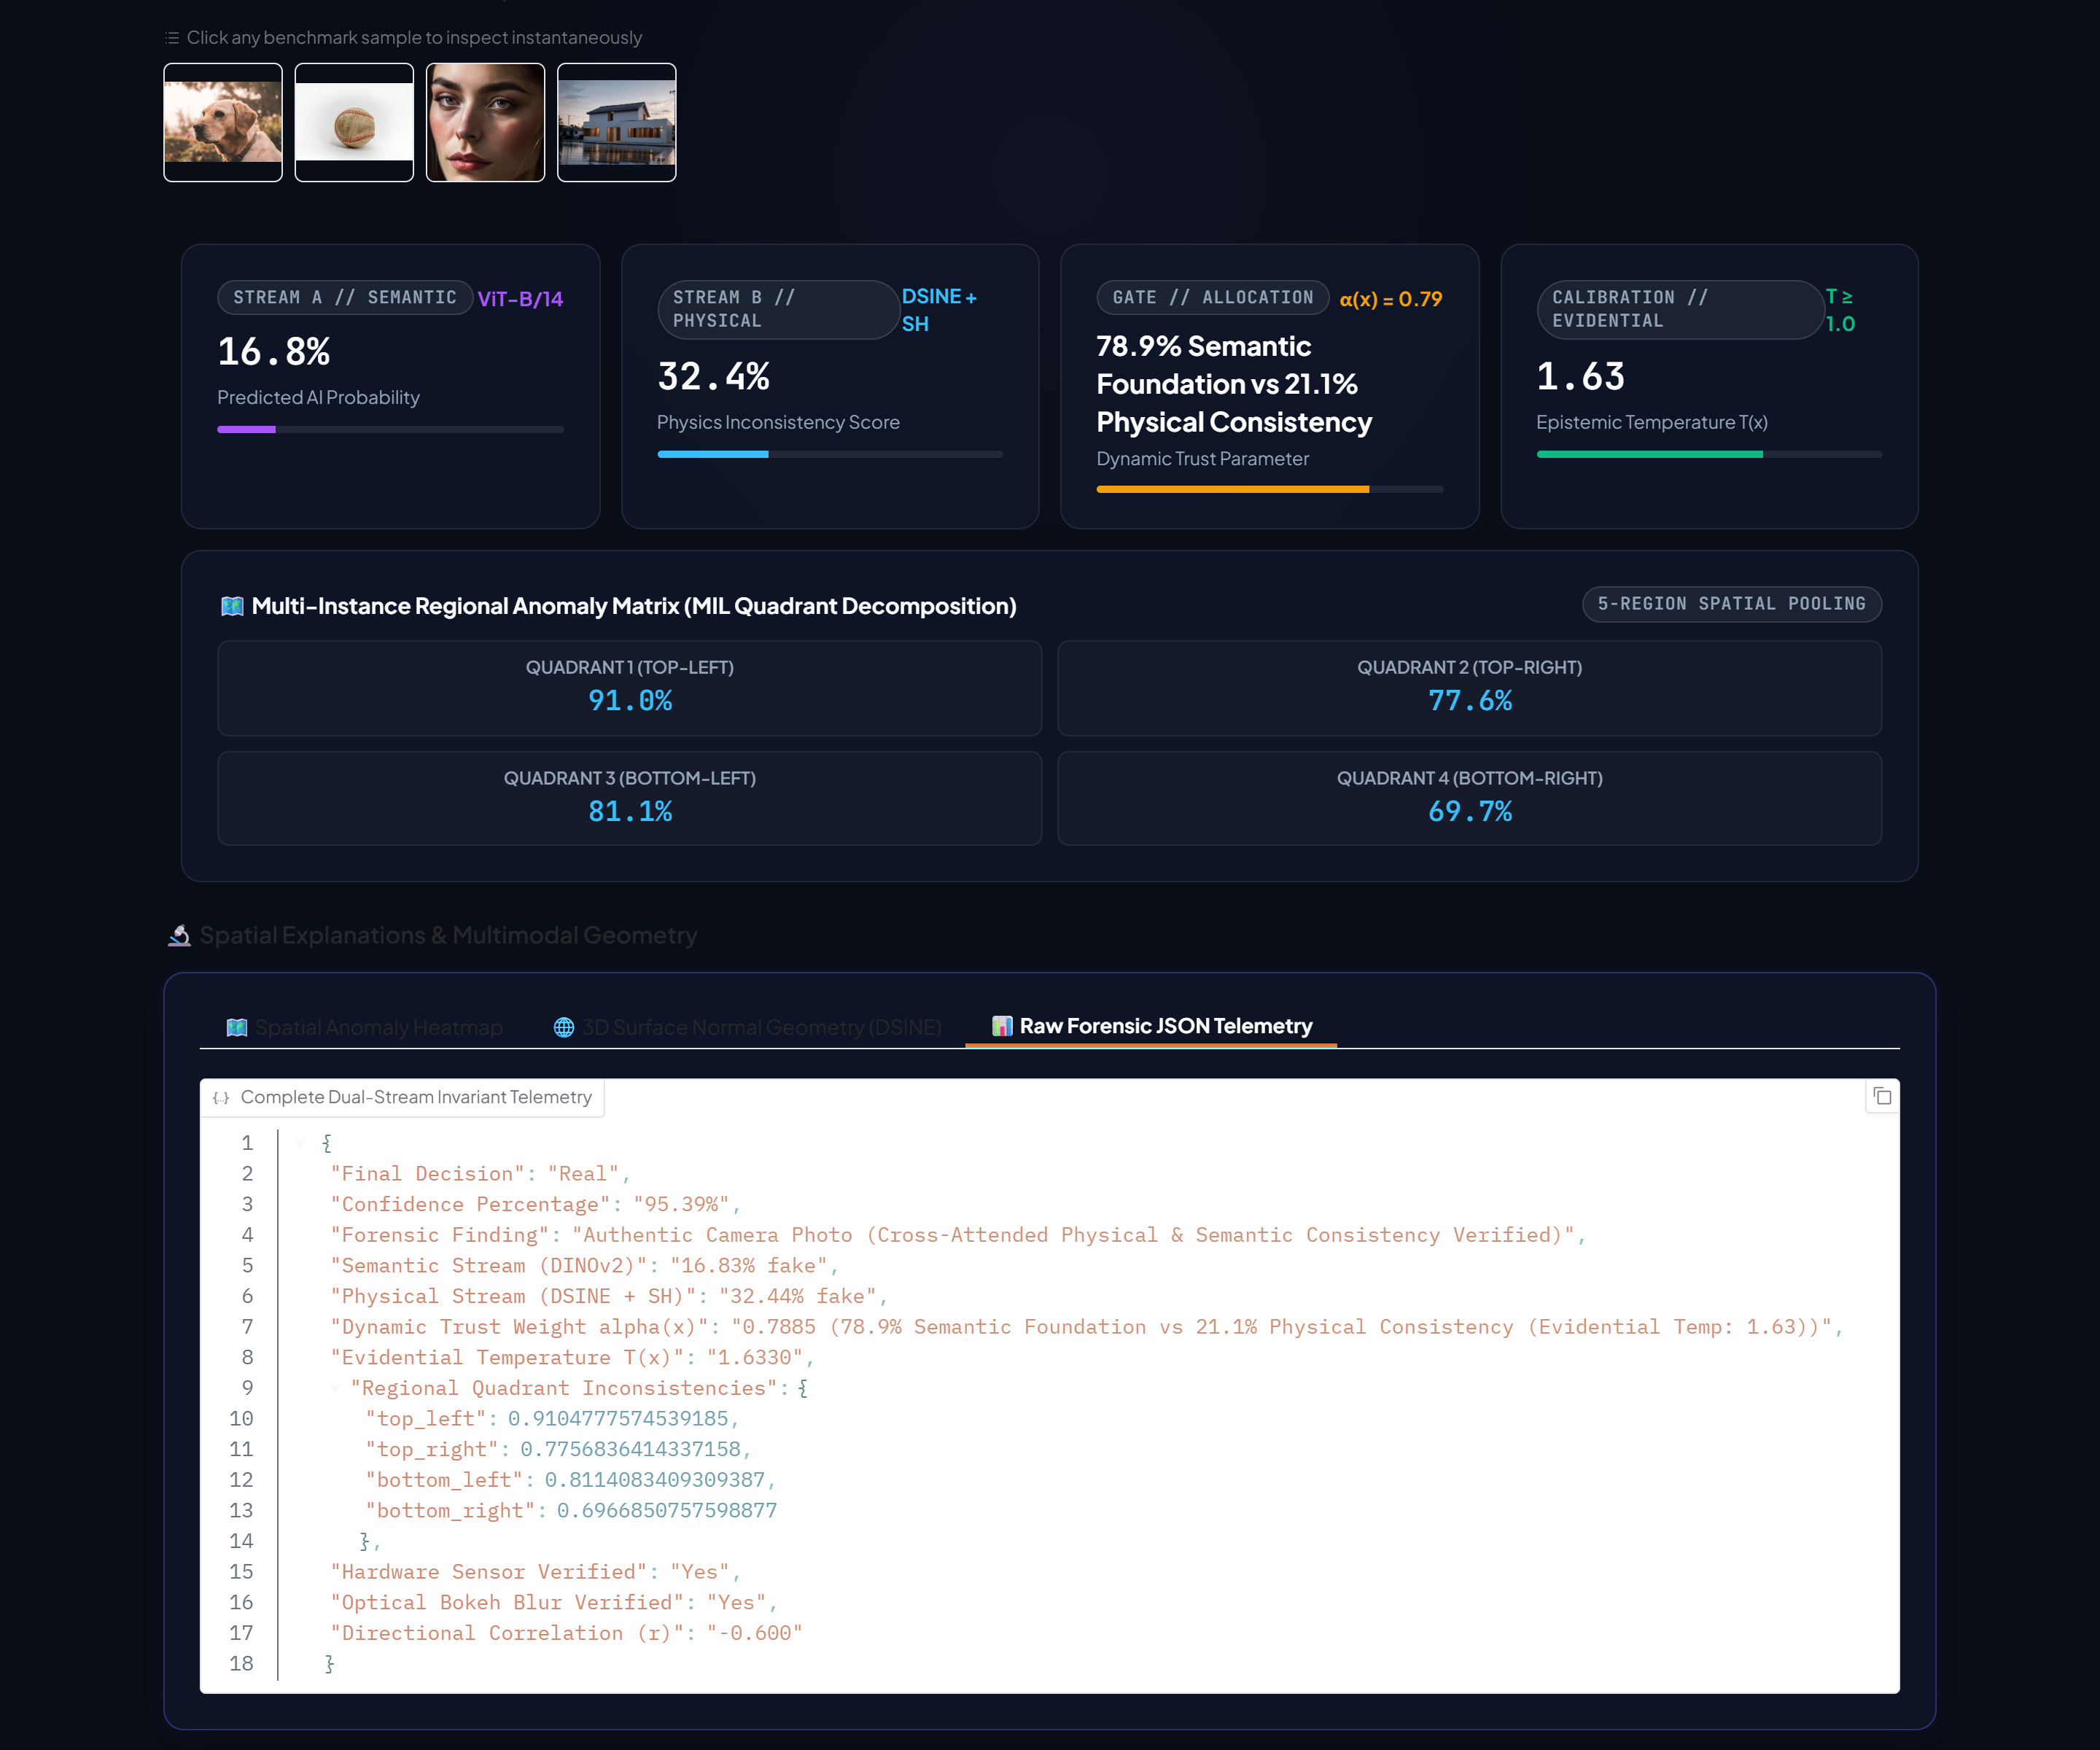 Click any benchmark sample to inspect instantaneously
STREAM A // SEMANTIC
ViT-B/14
16.8%
Predicted AI Probability
STREAM B //
PHYSICAL
DSINE +
SH
32.4%
Physics Inconsistency Score
GATE // ALLOCATION
α(x) = 0.79
78.9% Semantic
Foundation vs 21.1%
Physical Consistency
Dynamic Trust Parameter
CALIBRATION //
EVIDENTIAL
T ≥
1.0
1.63
Epistemic Temperature T(x)
Multi-Instance Regional Anomaly Matrix (MIL Quadrant Decomposition)
5-REGION SPATIAL POOLING
QUADRANT 1 (TOP-LEFT)
91.0%
QUADRANT 2 (TOP-RIGHT)
77.6%
QUADRANT 3 (BOTTOM-LEFT)
81.1%
QUADRANT 4 (BOTTOM-RIGHT)
69.7%
Spatial Explanations & Multimodal Geometry
Spatial Anomaly Heatmap
3D Surface Normal Geometry (DSINE)
Raw Forensic JSON Telemetry
{..} Complete Dual-Stream Invariant Telemetry
1 {
2 "Final Decision": "Real",
3 "Confidence Percentage": "95.39%",
4 "Forensic Finding": "Authentic Camera Photo (Cross-Attended Physical & Semantic Consistency Verified)",
5 "Semantic Stream (DINOv2)": "16.83% fake",
6 "Physical Stream (DSINE + SH)": "32.44% fake",
7 "Dynamic Trust Weight alpha(x)": "0.7885 (78.9% Semantic Foundation vs 21.1% Physical Consistency (Evidential Temp: 1.63))",
8 "Evidential Temperature T(x)": "1.6330",
9 "Regional Quadrant Inconsistencies": {
10 "top_left": 0.9104777574539185,
11 "top_right": 0.7756836414337158,
12 "bottom_left": 0.8114083409309387,
13 "bottom_right": 0.6966850757598877
14 },
15 "Hardware Sensor Verified": "Yes",
16 "Optical Bokeh Blur Verified": "Yes",
17 "Directional Correlation (r)": "-0.600"
18 }